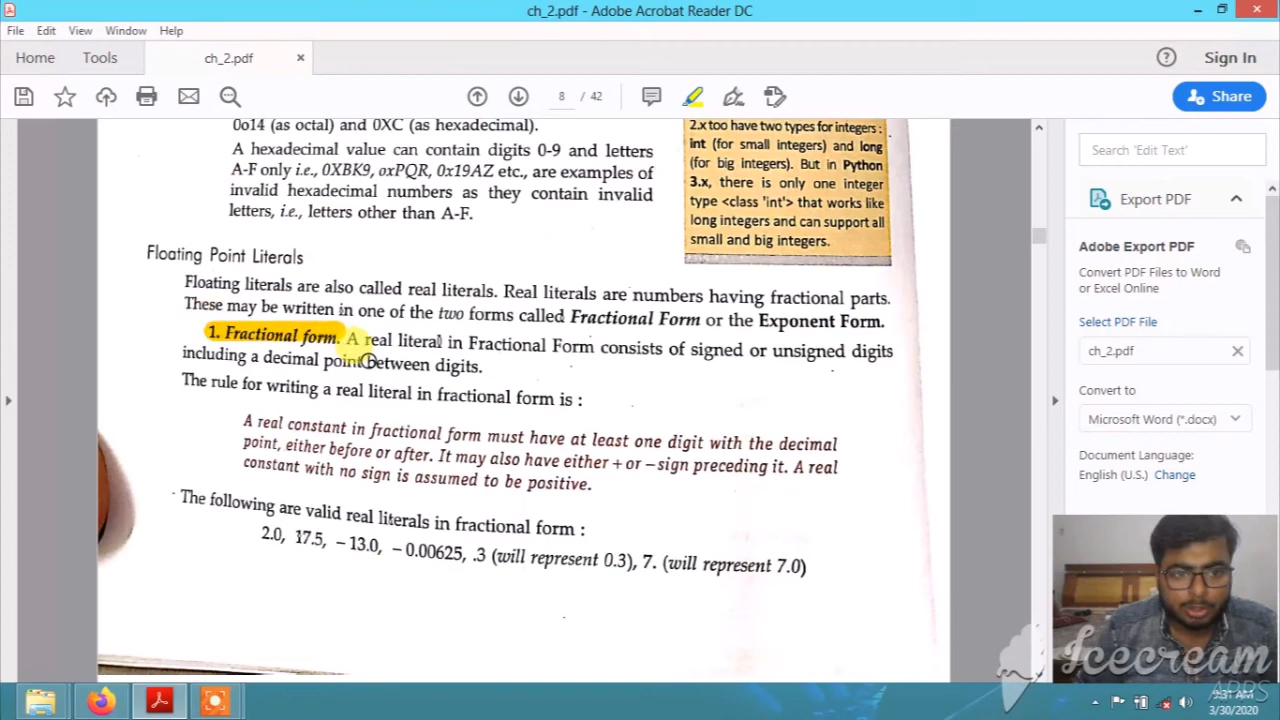 ch_2.pdf - Adobe Acrobat Reader DC
File Edit View Window Help
Home Tools ch_2.pdf × ? Sign In
8 / 42 Share
0o14 (as octal) and 0XC (as hexadecimal).
A hexadecimal value can contain digits 0-9 and letters
A-F only i.e., 0XBK9, oxPQR, 0x19AZ etc., are examples of
invalid hexadecimal numbers as they contain invalid
letters, i.e., letters other than A-F.
2.x too have two types for integers :
int (for small integers) and long
(for big integers). But in Python
3.x, there is only one integer
type <class 'int'> that works like
long integers and can support all
small and big integers.
Floating Point Literals
Floating literals are also called real literals. Real literals are numbers having fractional parts.
These may be written in one of the two forms called Fractional Form or the Exponent Form.
1. Fractional form. A real literal in Fractional Form consists of signed or unsigned digits
including a decimal point between digits.
The rule for writing a real literal in fractional form is :
A real constant in fractional form must have at least one digit with the decimal
point, either before or after. It may also have either + or – sign preceding it. A real
constant with no sign is assumed to be positive.
The following are valid real literals in fractional form :
2.0, 17.5, – 13.0, – 0.00625, .3 (will represent 0.3), 7. (will represent 7.0)
Search 'Edit Text'
Export PDF
Adobe Export PDF
Convert PDF Files to Word
or Excel Online
Select PDF File
ch_2.pdf
Convert to
Microsoft Word (*.docx)
Document Language:
English (U.S.) Change
Icecream
APPS
9:31 AM
3/30/2020